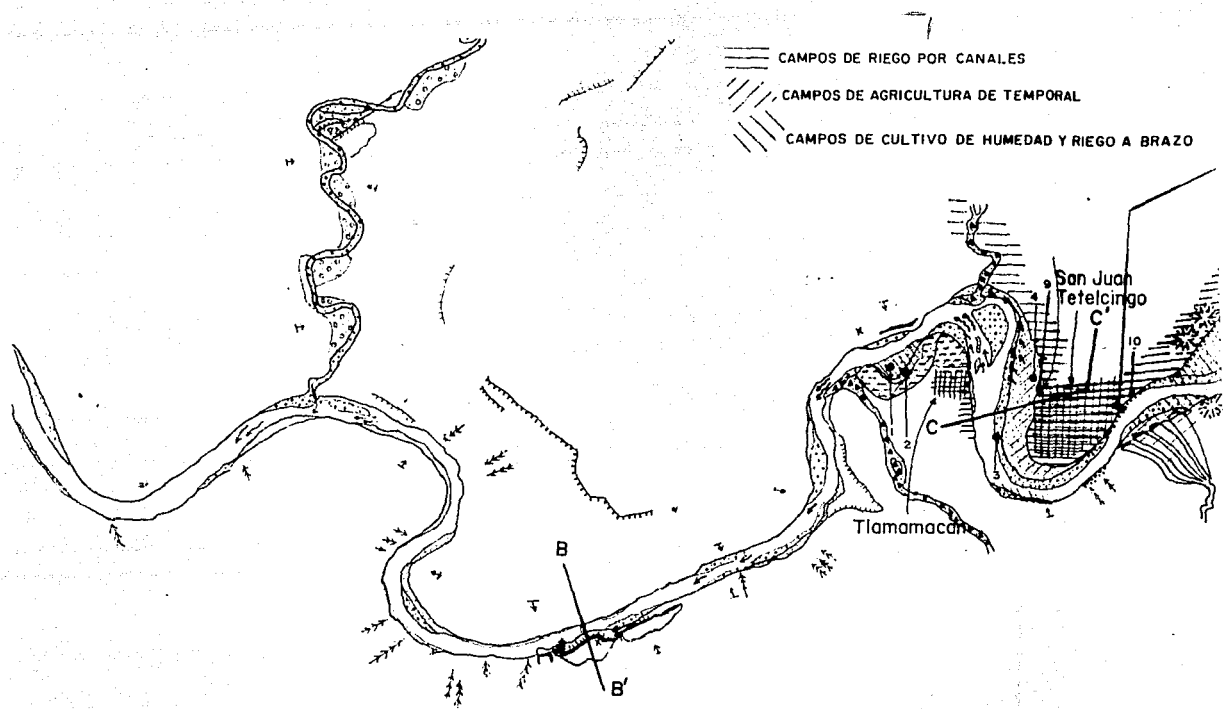 CAMPOS DE RIEGO POR CANALES
CAMPOS DE AGRICULTURA DE TEMPORAL
CAMPOS DE CULTIVO DE HUMEDAD Y RIEGO A BRAZO
San Juan
Tetelcingo
9
4
C'
10
1
2
C
3
Tlamamacan
B
B'